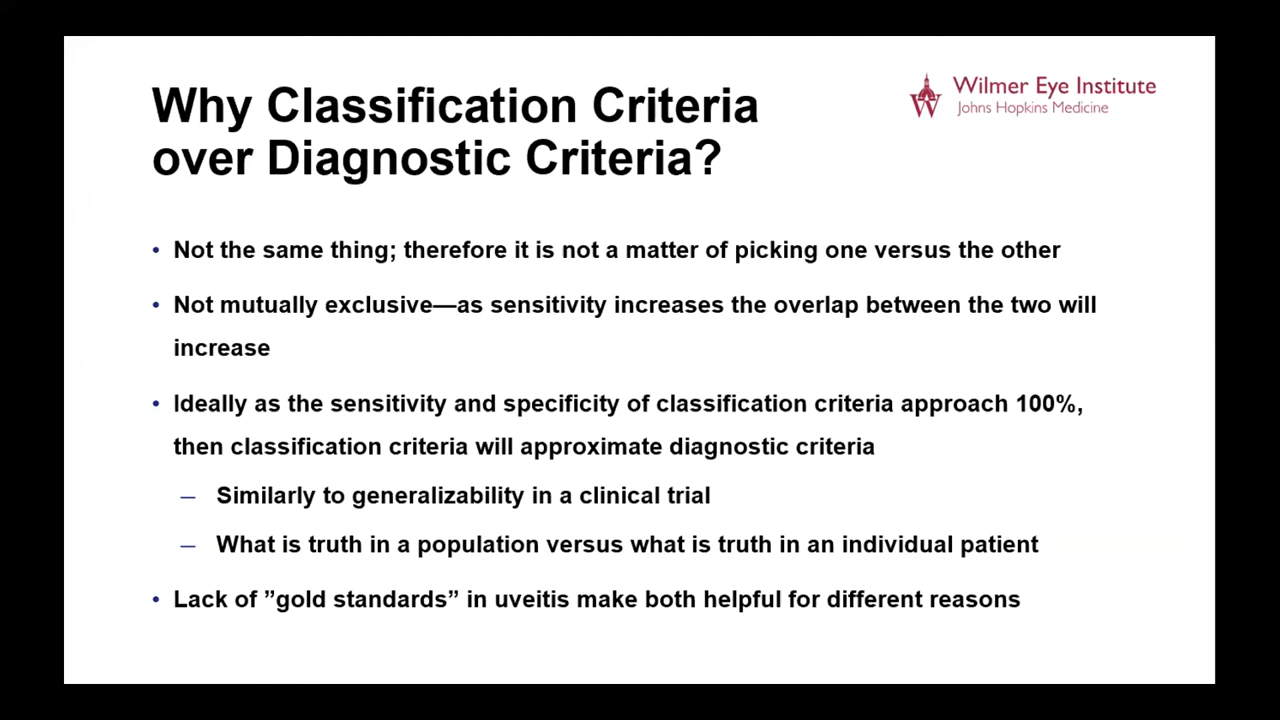 Why Classification Criteria
over Diagnostic Criteria?
Wilmer Eye Institute
Johns Hopkins Medicine
• Not the same thing; therefore it is not a matter of picking one versus the other
• Not mutually exclusive—as sensitivity increases the overlap between the two will
increase
• Ideally as the sensitivity and specificity of classification criteria approach 100%,
then classification criteria will approximate diagnostic criteria
– Similarly to generalizability in a clinical trial
– What is truth in a population versus what is truth in an individual patient
• Lack of ”gold standards” in uveitis make both helpful for different reasons